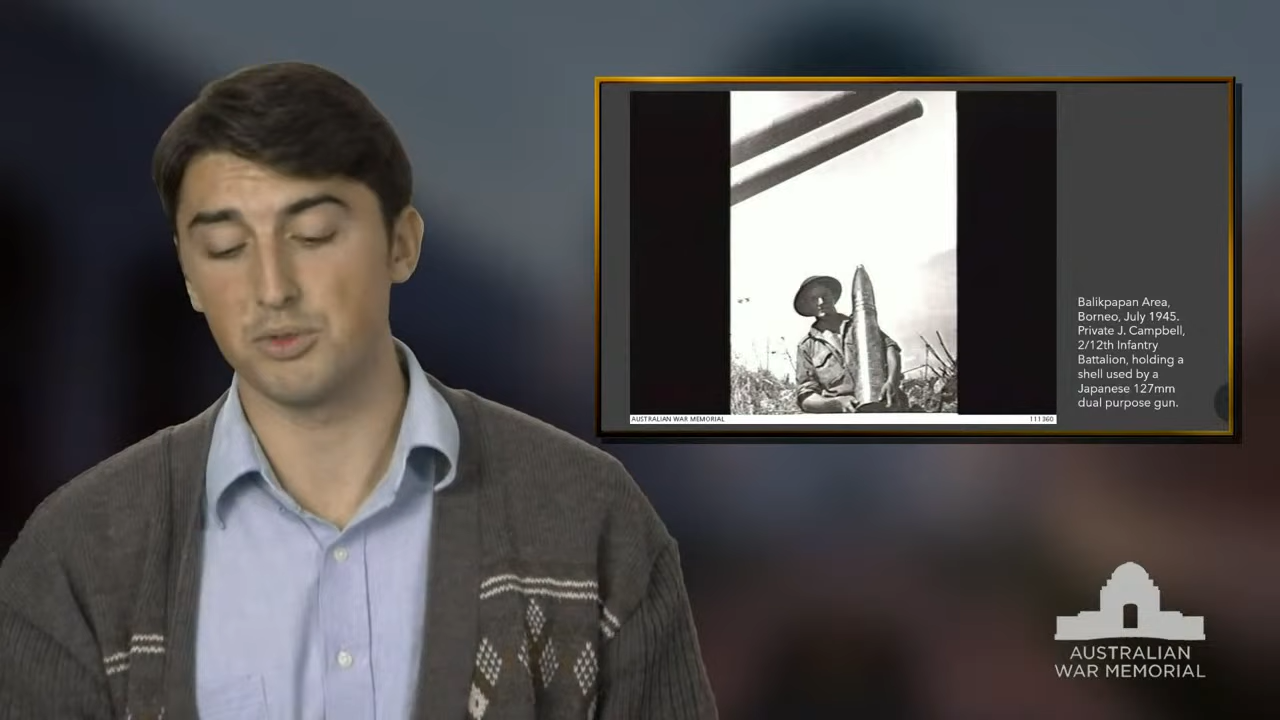 Balikpapan Area,
Borneo, July 1945.
Private J. Campbell,
2/12th Infantry
Battalion, holding a
shell used by a
Japanese 127mm
dual purpose gun.
AUSTRALIAN WAR MEMORIAL 111360
AUSTRALIAN
WAR MEMORIAL